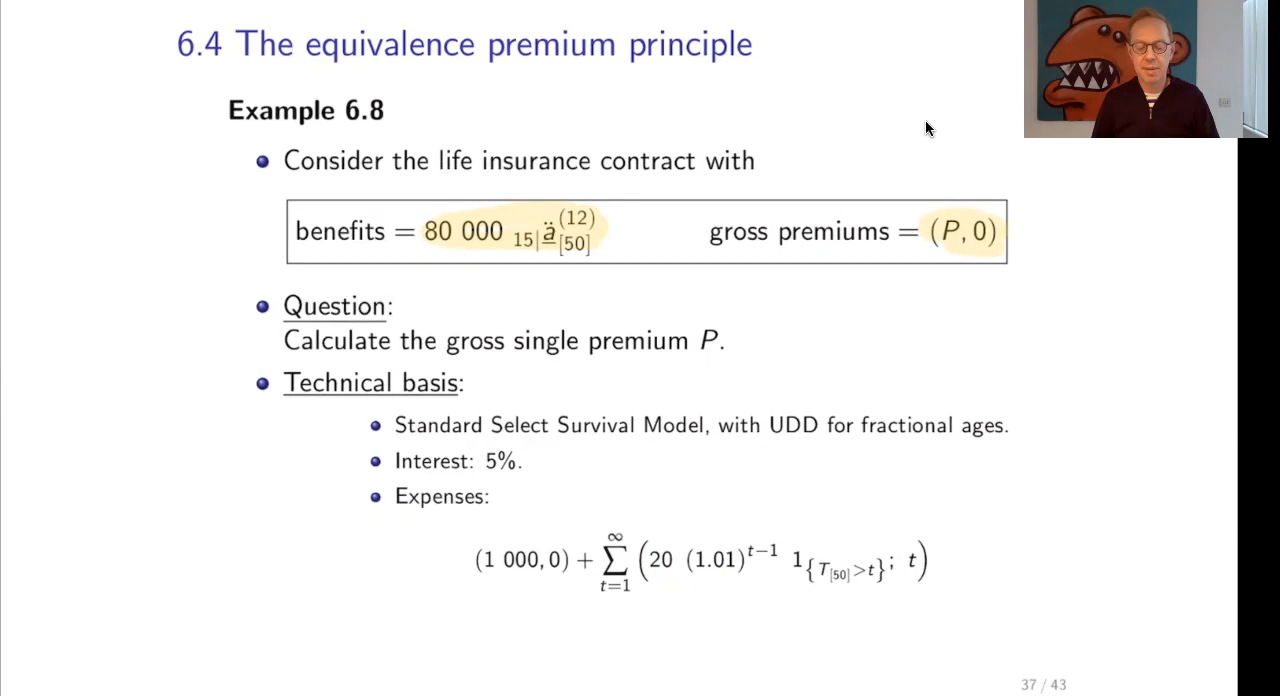 6.4 The equivalence premium principle
Example 6.8
Consider the life insurance contract with
benefits = 80 000 ₁₅|ä̲₍[50]₎⁽¹²⁾ gross premiums = (P, 0)
Question:
Calculate the gross single premium P.
Technical basis:
Standard Select Survival Model, with UDD for fractional ages.
Interest: 5%.
Expenses:
(1 000, 0) + ∑_{t=1}^{∞} (20 (1.01)^{t−1} 1_{{T_{[50]}>t}}; t)
37 / 43